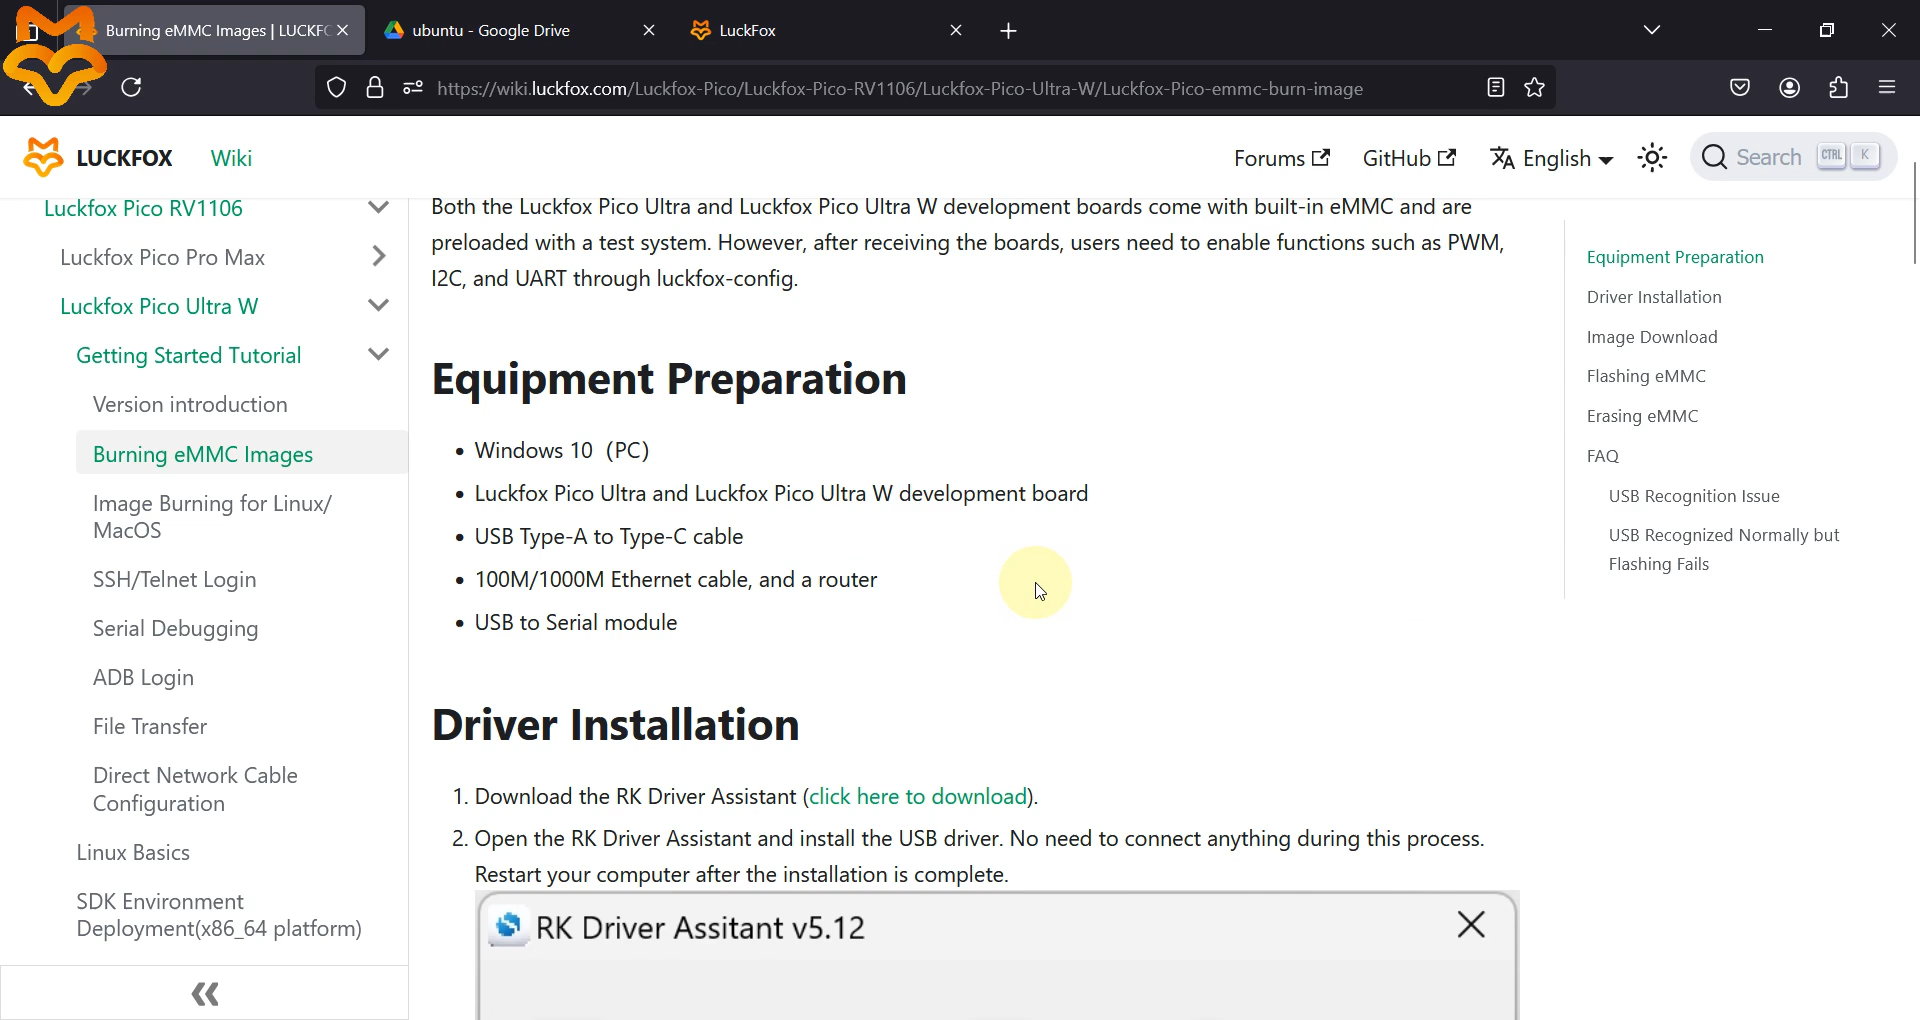 Burning eMMC Images | LUCKFO
ubuntu - Google Drive
LuckFox
https://wiki.luckfox.com/Luckfox-Pico/Luckfox-Pico-RV1106/Luckfox-Pico-Ultra-W/Luckfox-Pico-emmc-burn-image
LUCKFOX
Wiki
Forums
GitHub
English
Search
CTRL
K
Luckfox Pico RV1106
Luckfox Pico Pro Max
Luckfox Pico Ultra W
Getting Started Tutorial
Version introduction
Burning eMMC Images
Image Burning for Linux/
MacOS
SSH/Telnet Login
Serial Debugging
ADB Login
File Transfer
Direct Network Cable
Configuration
Linux Basics
SDK Environment
Deployment(x86_64 platform)
Both the Luckfox Pico Ultra and Luckfox Pico Ultra W development boards come with built-in eMMC and are
preloaded with a test system. However, after receiving the boards, users need to enable functions such as PWM,
I2C, and UART through luckfox-config.
Equipment Preparation
• Windows 10（PC）
• Luckfox Pico Ultra and Luckfox Pico Ultra W development board
• USB Type-A to Type-C cable
• 100M/1000M Ethernet cable, and a router
• USB to Serial module
Driver Installation
1. Download the RK Driver Assistant (click here to download).
2. Open the RK Driver Assistant and install the USB driver. No need to connect anything during this process.
Restart your computer after the installation is complete.
RK Driver Assitant v5.12
Equipment Preparation
Driver Installation
Image Download
Flashing eMMC
Erasing eMMC
FAQ
USB Recognition Issue
USB Recognized Normally but
Flashing Fails